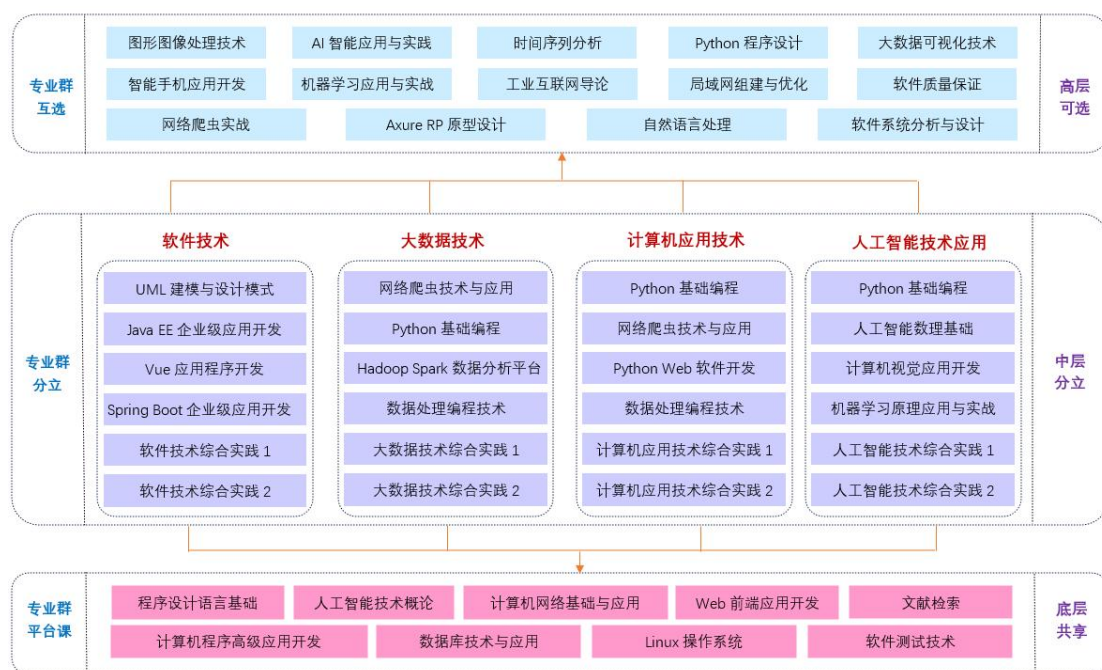 专业群
互选
图形图像处理技术
AI 智能应用与实践
时间序列分析
Python 程序设计
大数据可视化技术
智能手机应用开发
机器学习应用与实战
工业互联网导论
局域网组建与优化
软件质量保证
网络爬虫实战
Axure RP 原型设计
自然语言处理
软件系统分析与设计
高层
可选
专业群
分立
软件技术
UML 建模与设计模式
Java EE 企业级应用开发
Vue 应用程序开发
Spring Boot 企业级应用开发
软件技术综合实践 1
软件技术综合实践 2
大数据技术
网络爬虫技术与应用
Python 基础编程
Hadoop Spark 数据分析平台
数据处理编程技术
大数据技术综合实践 1
大数据技术综合实践 2
计算机应用技术
Python 基础编程
网络爬虫技术与应用
Python Web 软件开发
数据处理编程技术
计算机应用技术综合实践 1
计算机应用技术综合实践 2
人工智能技术应用
Python 基础编程
人工智能数理基础
计算机视觉应用开发
机器学习原理应用与实战
人工智能技术综合实践 1
人工智能技术综合实践 2
中层
分立
专业群
平台课
程序设计语言基础
人工智能技术概论
计算机网络基础与应用
Web 前端应用开发
文献检索
计算机程序高级应用开发
数据库技术与应用
Linux 操作系统
软件测试技术
底层
共享